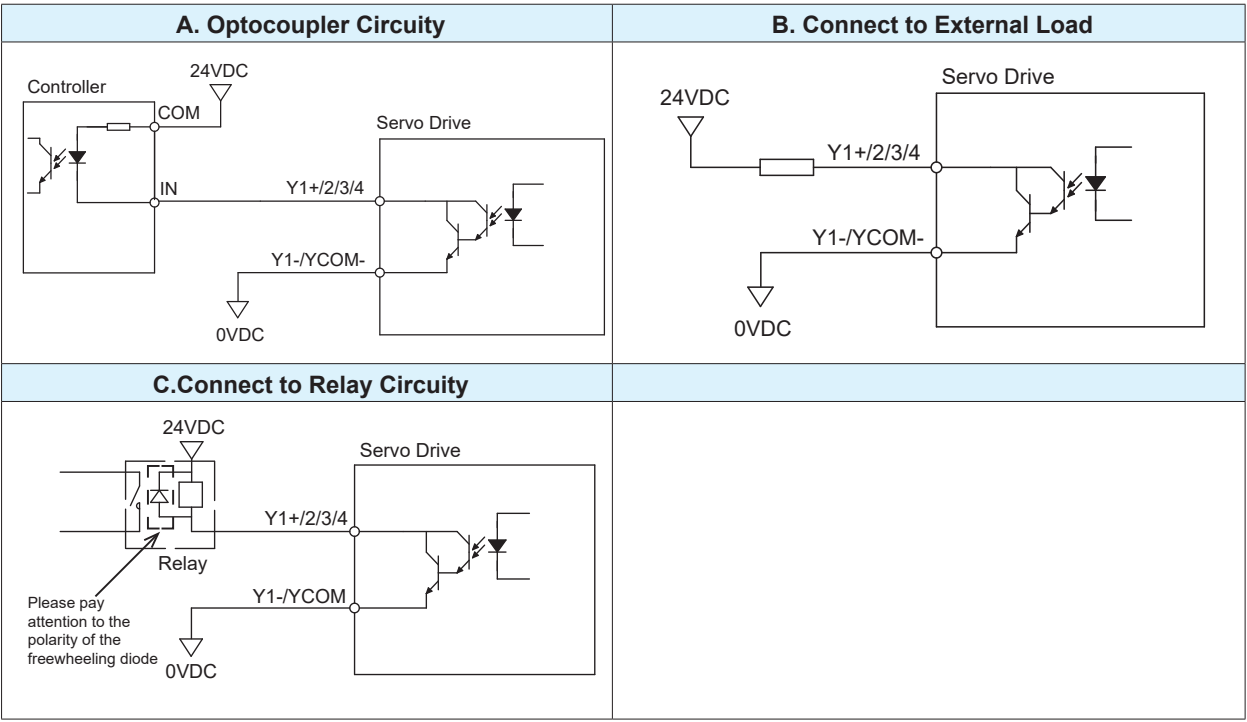 A. Optocoupler Circuity
B. Connect to External Load
24VDC
Controller
COM
Servo Drive
IN
Y1+/2/3/4
Y1-/YCOM-
0VDC
Servo Drive
24VDC
Y1+/2/3/4
Y1-/YCOM-
0VDC
C.Connect to Relay Circuity
24VDC
Servo Drive
Y1+/2/3/4
Relay
Y1-/YCOM
Please pay
attention to the
polarity of the
freewheeling diode
0VDC